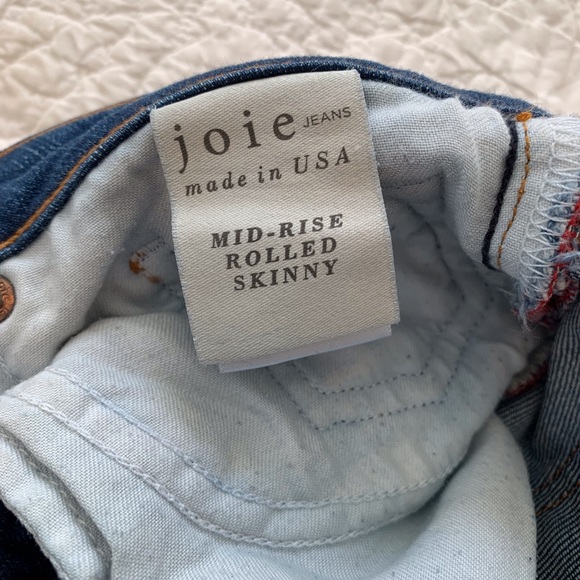 joie JEANS
made in USA
MID-RISE
ROLLED
SKINNY